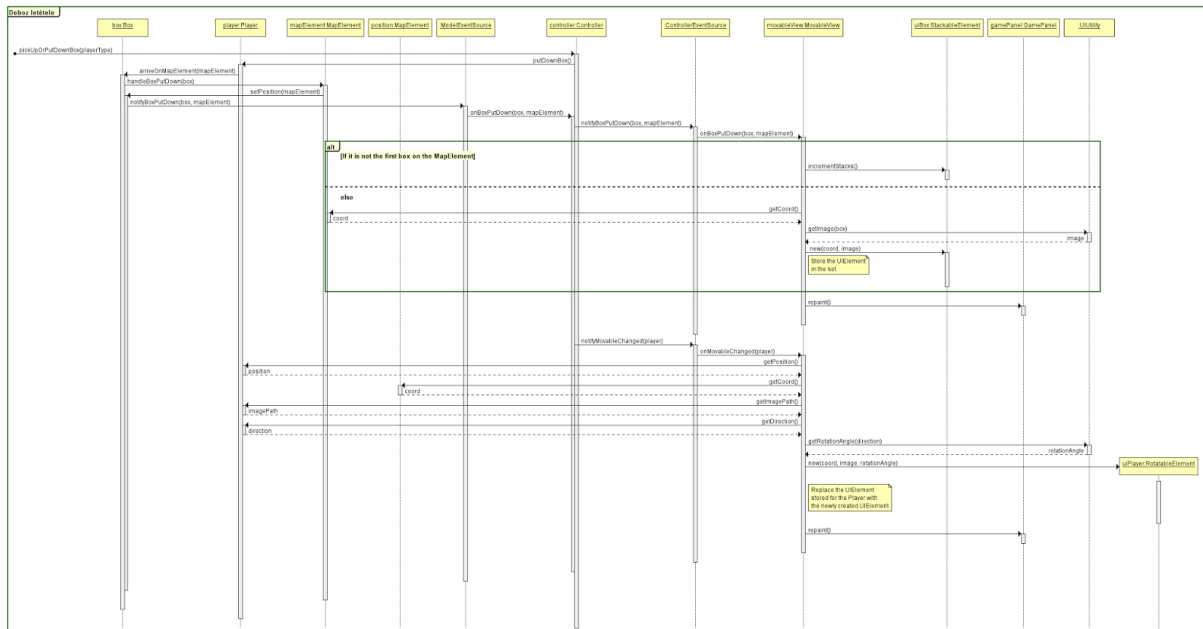 Doboz letétele
box:Box
player:Player
mapElement:MapElement
position:MapElement
:ModelEventSource
controller:Controller
:ControllerEventSource
movableView:MovableView
uiBox:StackableElement
gamePanel:GamePanel
:UIUtility
pickUpOrPutDownBox(playerType)
putDownBox()
arriveOnMapElement(mapElement)
handleBoxPutDown(box)
setPosition(mapElement)
notifyBoxPutDown(box, mapElement)
onBoxPutDown(box, mapElement)
notifyBoxPutDown(box, mapElement)
onBoxPutDown(box, mapElement)
alt
[If it is not the first box on the MapElement]
incrementStacks()
else
getCoord()
coord
getImage(box)
image
new(coord, image)
Store the UIElement
in the set
repaint()
notifyMovableChanged(player)
onMovableChanged(player)
getPosition()
position
getCoord()
coord
getImagePath()
imagePath
getDirection()
direction
getRotationAngle(direction)
rotationAngle
new(coord, image, rotationAngle)
uiPlayer:RotatableElement
Replace the UIElement
stored for the Player with
the newly created UIElement
repaint()